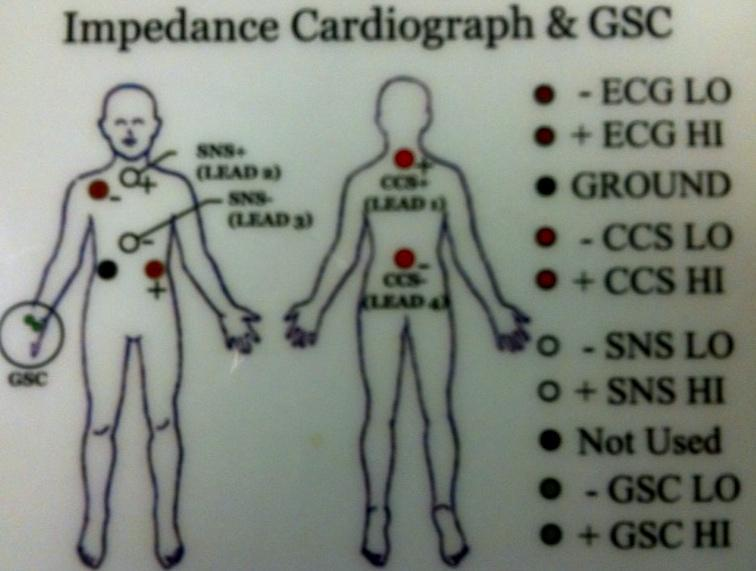 Impedance Cardiograph & GSC
SNS+
(LEAD 2)
SNS-
(LEAD 3)
+
-
-
-
+
GSC
+
CCS+
(LEAD 1)
-
CCS-
(LEAD 4)
- ECG LO
+ ECG HI
GROUND
- CCS LO
+ CCS HI
- SNS LO
+ SNS HI
Not Used
- GSC LO
+ GSC HI